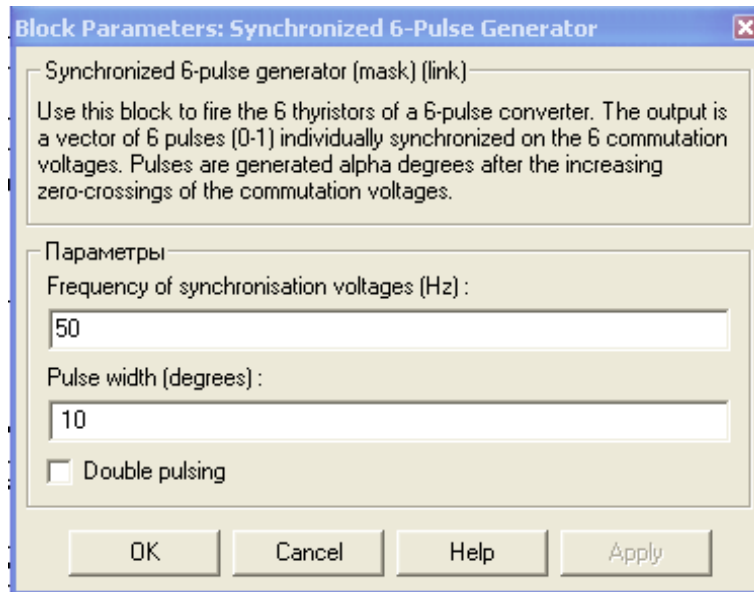 Block Parameters: Synchronized 6-Pulse Generator
Synchronized 6-pulse generator (mask) (link)
Use this block to fire the 6 thyristors of a 6-pulse converter. The output is
a vector of 6 pulses (0-1) individually synchronized on the 6 commutation
voltages. Pulses are generated alpha degrees after the increasing
zero-crossings of the commutation voltages.
Параметры
Frequency of synchronisation voltages (Hz) :
50
Pulse width (degrees) :
10
Double pulsing
OK Cancel Help Apply